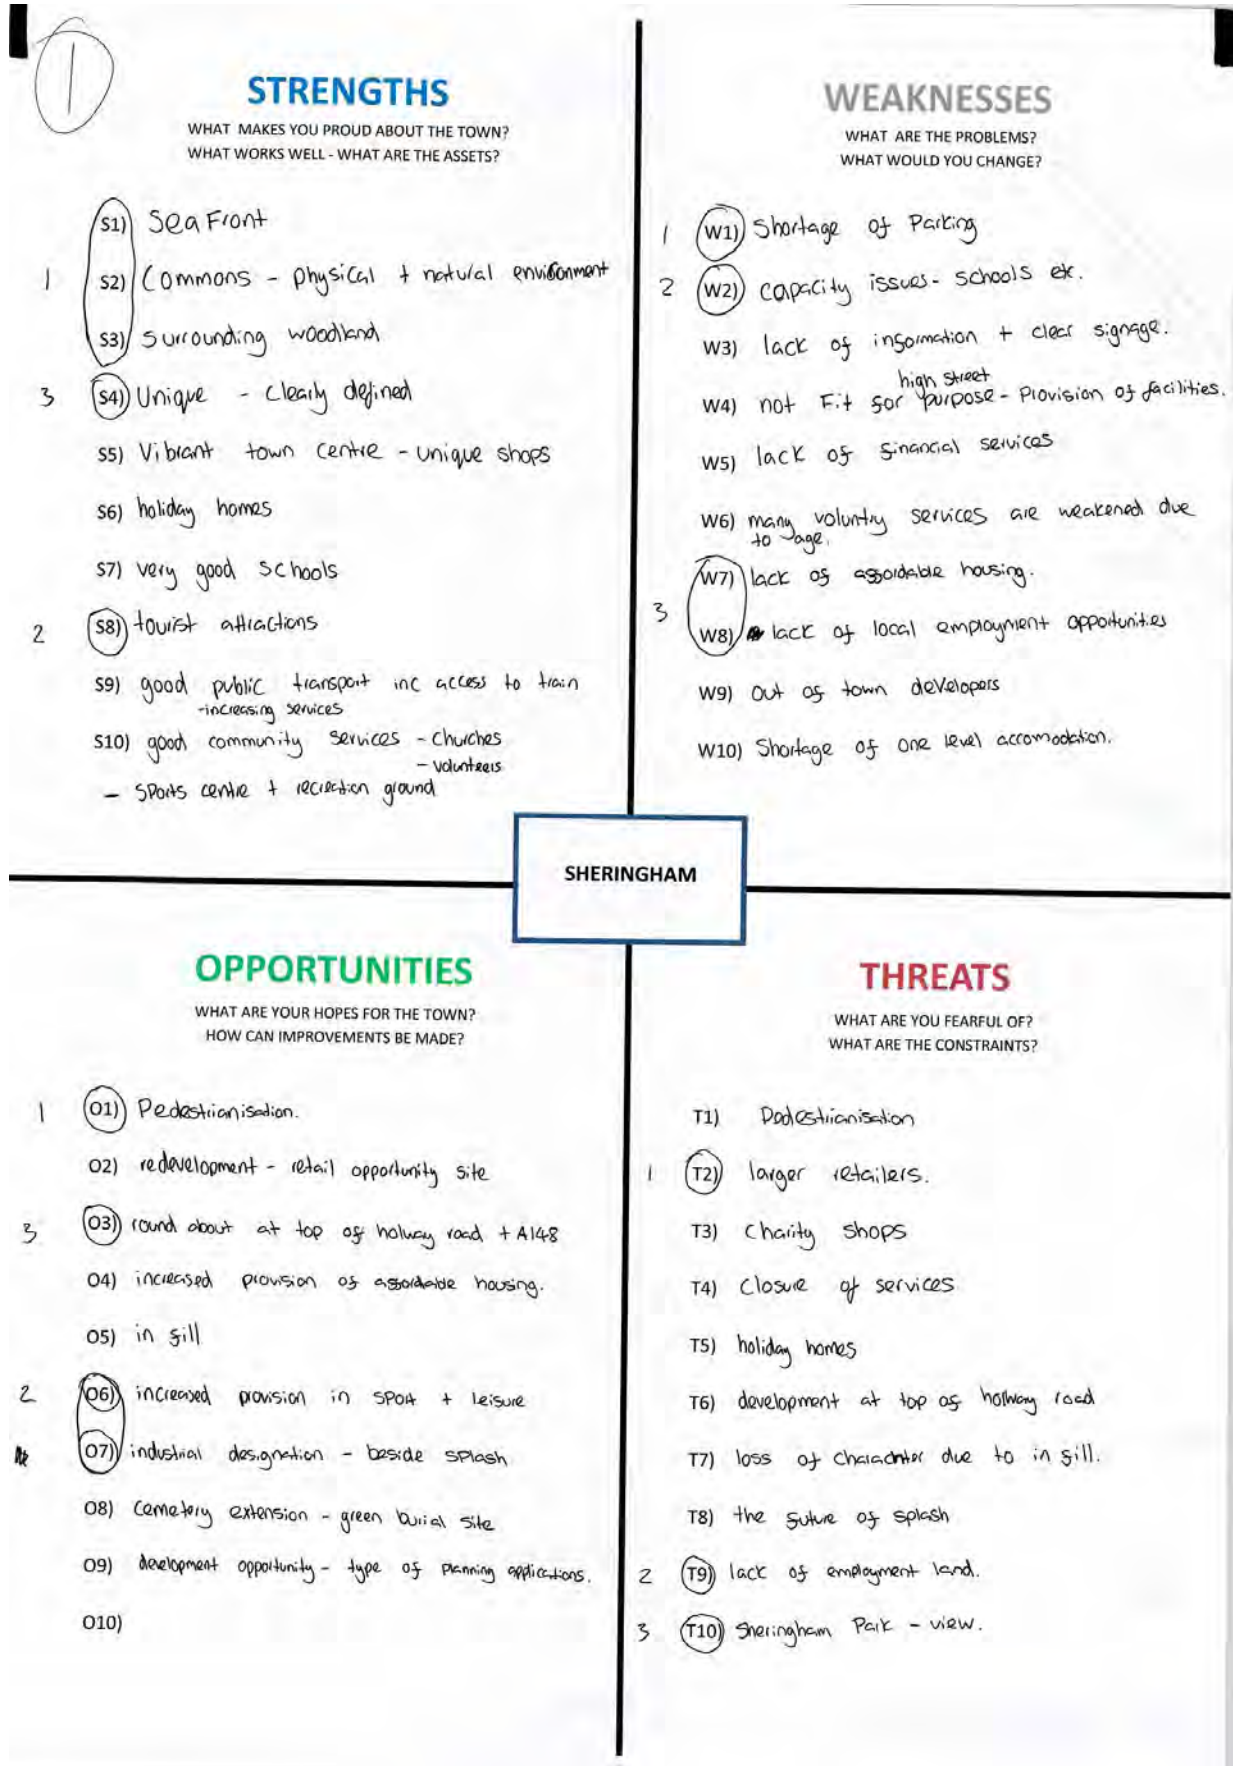 1
STRENGTHS
WHAT MAKES YOU PROUD ABOUT THE TOWN?
WHAT WORKS WELL - WHAT ARE THE ASSETS?
S1) Sea Front
1 S2) Commons - physical + natural environment
S3) Surrounding woodland
3 S4) Unique - clearly defined
S5) Vibrant town centre - unique shops
S6) holiday homes
S7) very good schools
2 S8) tourist attractions
S9) good public transport inc access to train
- increasing services
S10) good community services - churches
- volunteers
- Sports centre + recreation ground
WEAKNESSES
WHAT ARE THE PROBLEMS?
WHAT WOULD YOU CHANGE?
1 W1) Shortage of Parking
2 W2) capacity issues - schools etc.
W3) lack of information + clear signage.
high street
W4) not Fit for purpose - Provision of facilities.
W5) lack of financial services
W6) many voluntry services are weakened due
to age.
W7) lack of affordable housing.
3
W8) lack of local employment opportunities
W9) Out of town developers
W10) Shortage of one level accomodation.
SHERINGHAM
OPPORTUNITIES
WHAT ARE YOUR HOPES FOR THE TOWN?
HOW CAN IMPROVEMENTS BE MADE?
1 O1) Pedestrianisation.
O2) redevelopment - retail opportunity site
3 O3) round about at top of holway road + A148
O4) increased provision of affordable housing.
O5) in fill
2 O6) increased provision in sport + leisure
O7) industrial designation - beside splash
O8) cemetery extension - green burial site
O9) development opportunity - type of planning applications.
O10)
THREATS
WHAT ARE YOU FEARFUL OF?
WHAT ARE THE CONSTRAINTS?
T1) Pedestrianisation
1 T2) larger retailers.
T3) Charity shops
T4) Closure of services
T5) holiday homes
T6) development at top of holway road
T7) loss of charachter due to in fill.
T8) the future of splash
2 T9) lack of employment land.
3 T10) Sheringham Park - view.